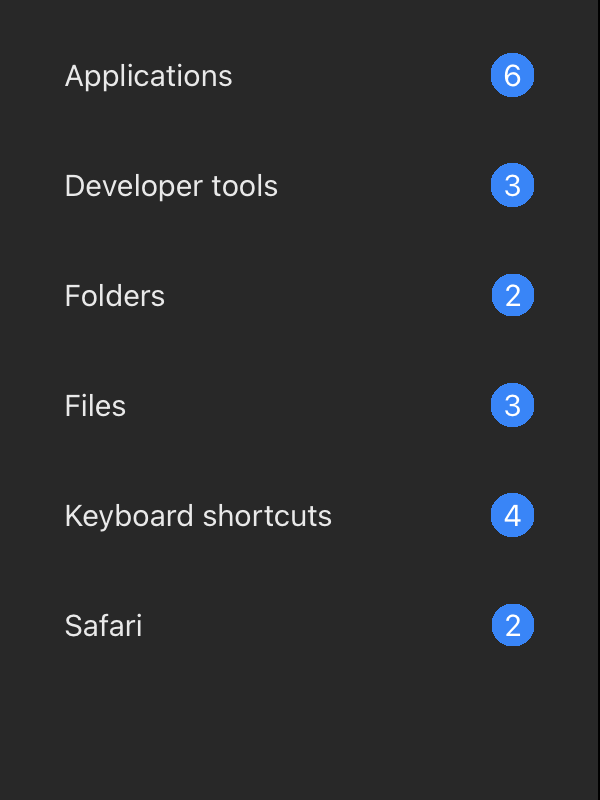 Applications 6
Developer tools 3
Folders 2
Files 3
Keyboard shortcuts 4
Safari 2